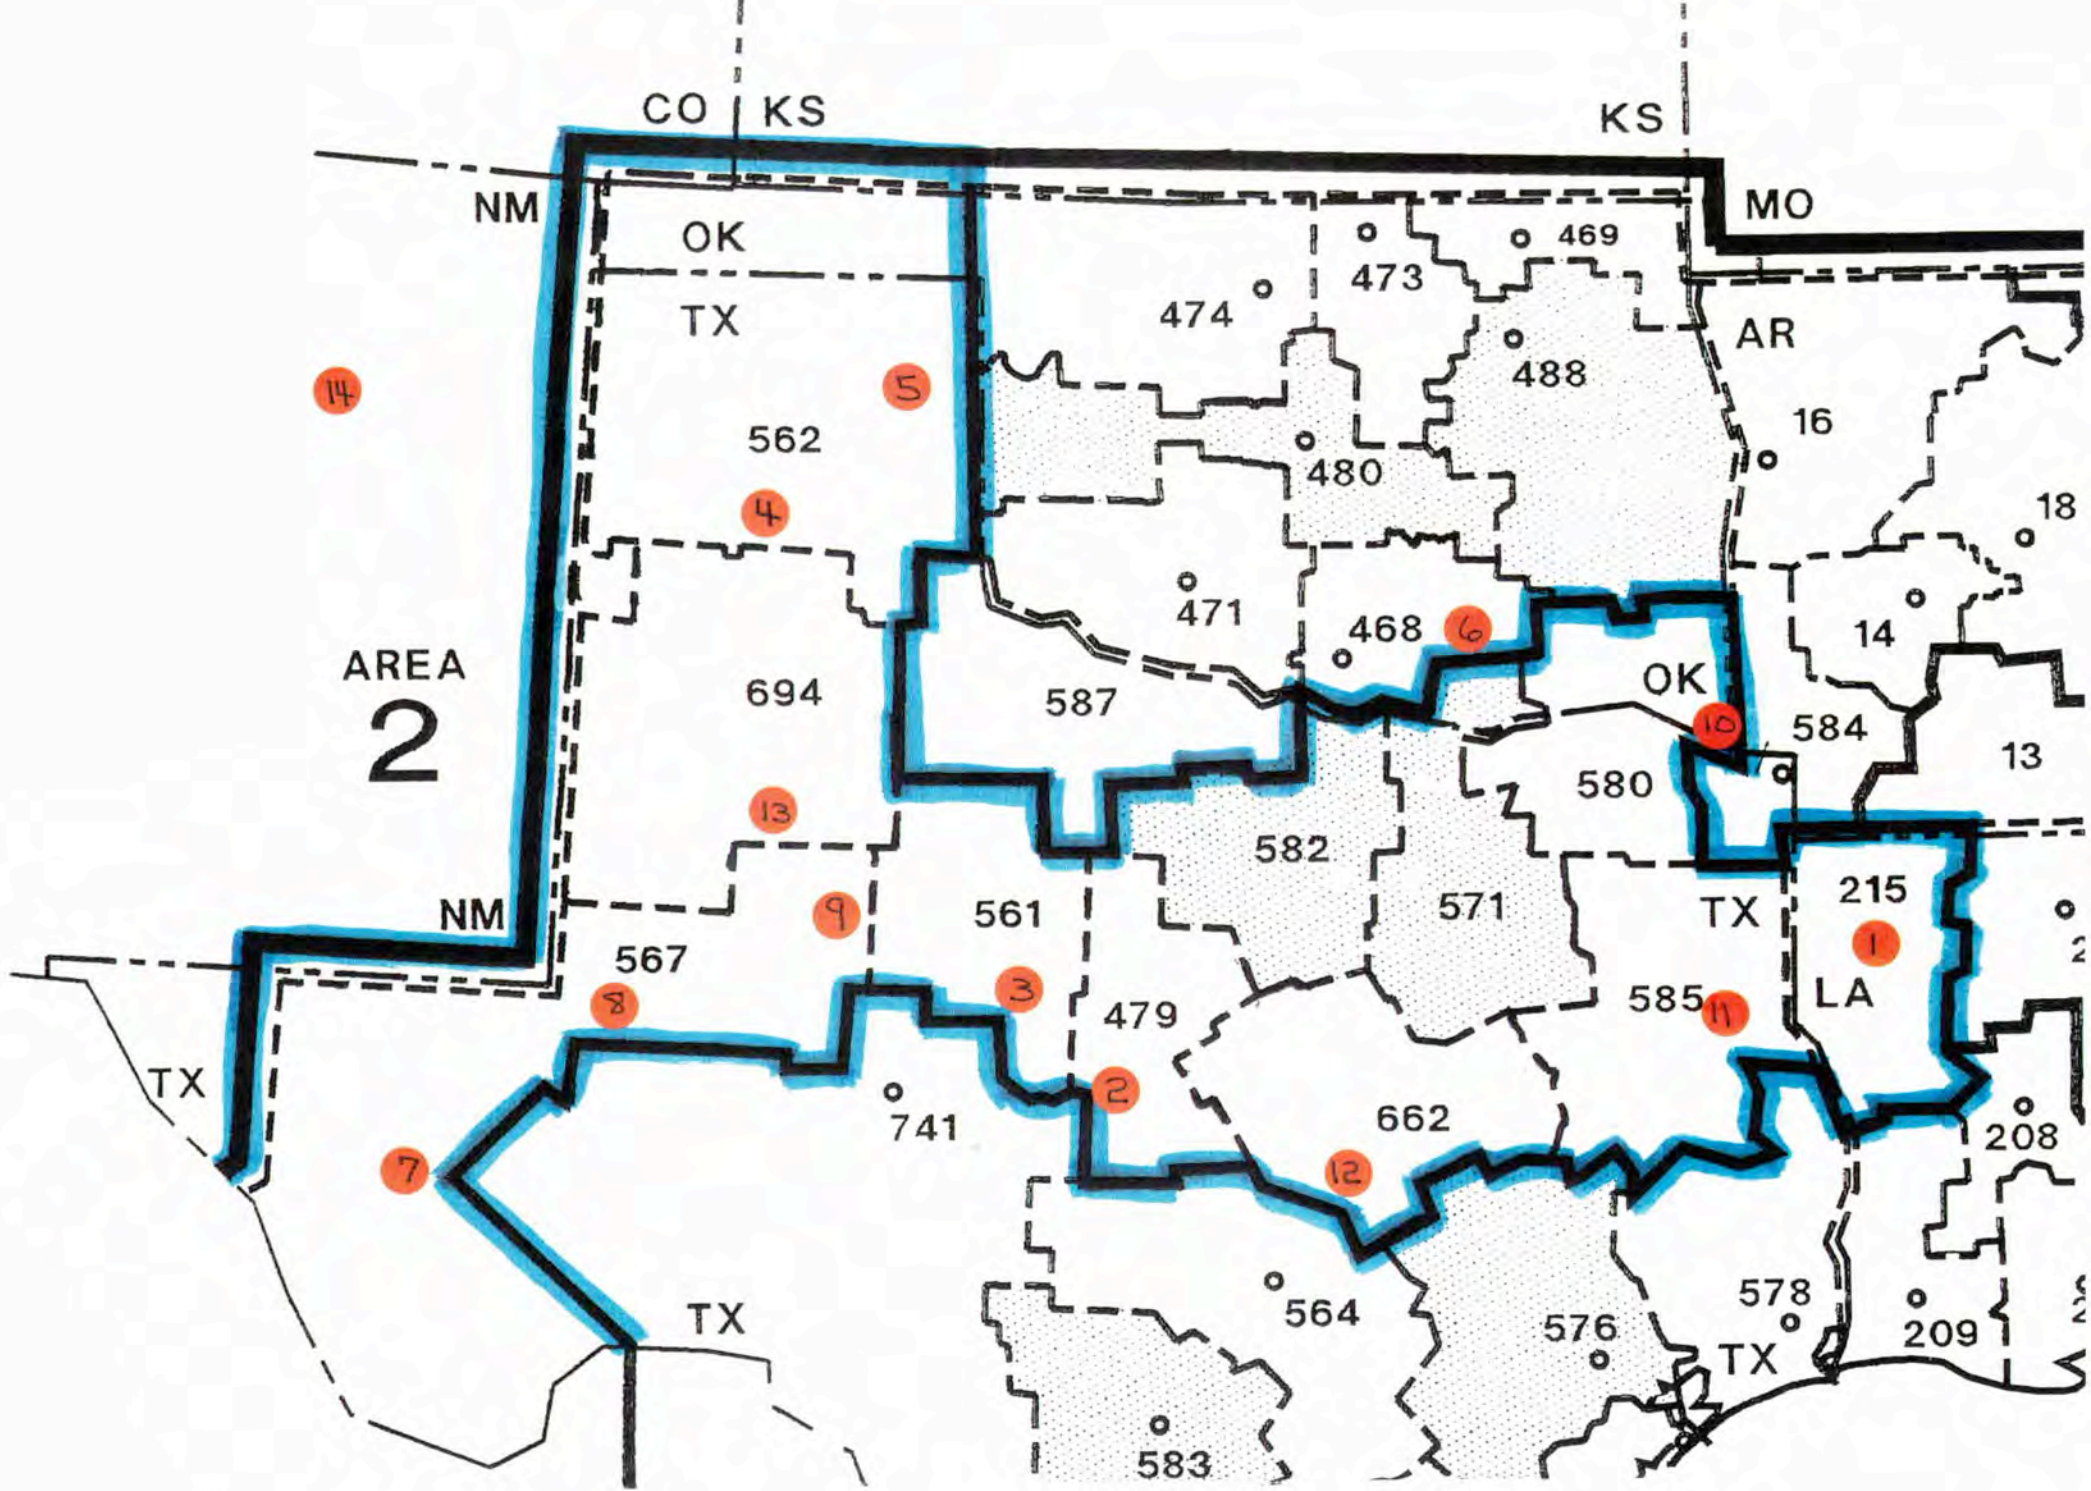 CO KS KS
NM MO
OK 469
473
TX 474 AR
14 5 488
562 16
480
4 18
471 468 6 14
AREA
2
694 587 OK
10 584
580 13
13
582
215
9 561 571 TX
NM
567 1
8 3 479 585 11 LA
TX 2
741 662 208
7 12
TX 564 576 578
TX 209
583